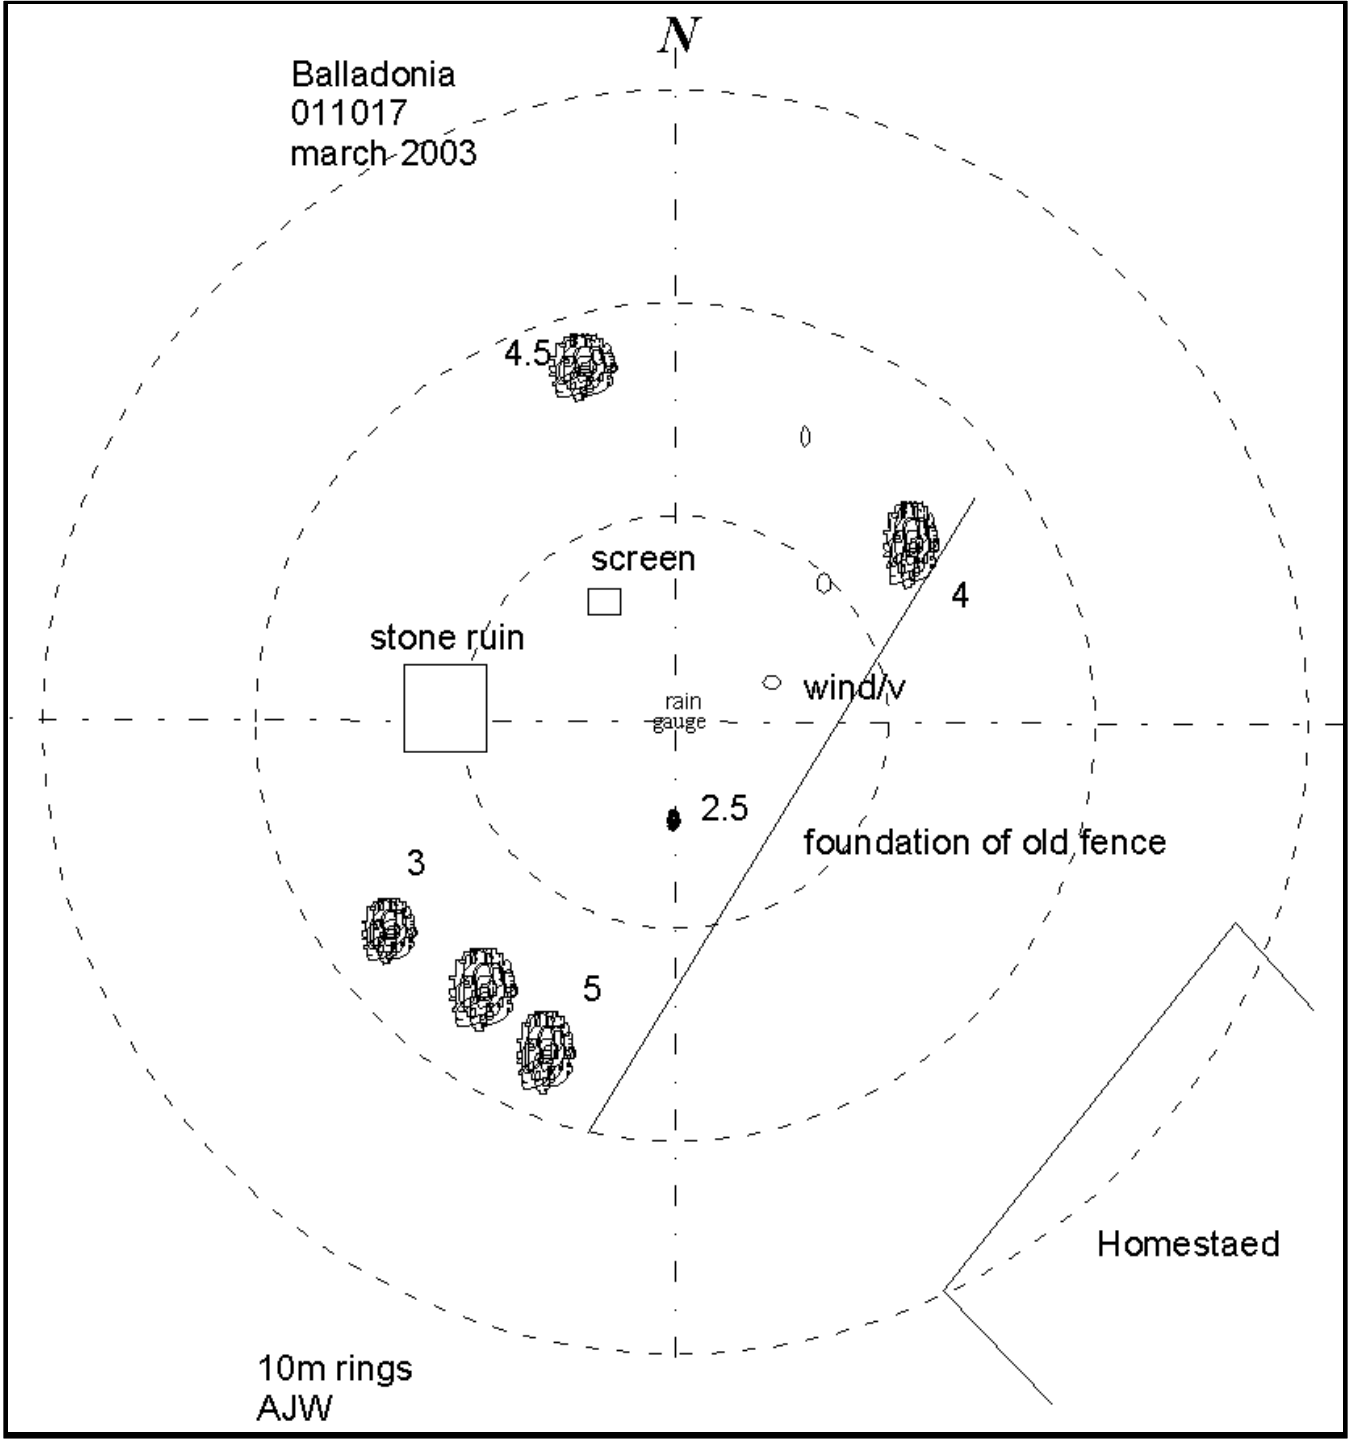 N
Balladonia
011017
march 2003
4.5
screen
4
stone ruin
wind/v
rain
gauge
2.5
foundation of old fence
3
5
Homestaed
10m rings
AJW